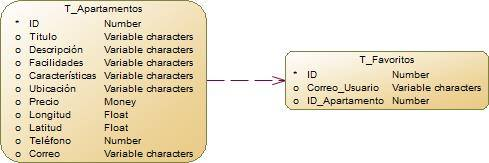 T_Apartamentos
* ID Number
o Titulo Variable characters
o Descripción Variable characters
o Facilidades Variable characters
o Características Variable characters
o Ubicación Variable characters
o Precio Money
o Longitud Float
o Latitud Float
o Teléfono Number
o Correo Variable characters
T_Favoritos
* ID Number
o Correo_Usuario Variable characters
o ID_Apartamento Number